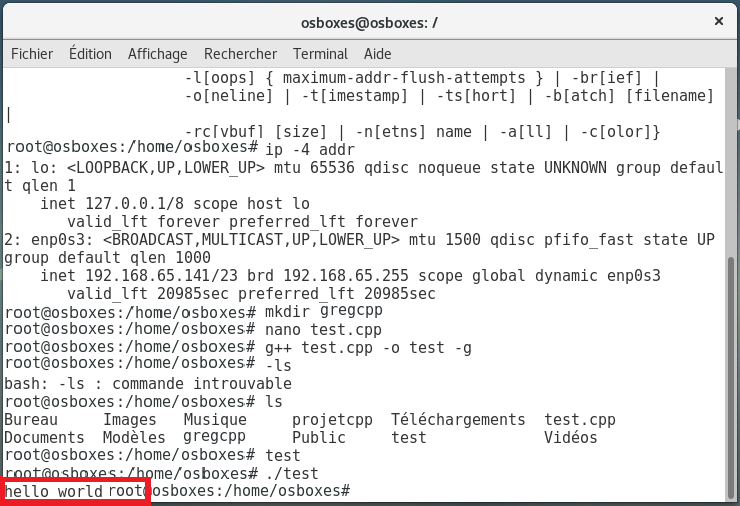 osboxes@osboxes: / ×
Fichier Édition Affichage Rechercher Terminal Aide
-l[oops] { maximum-addr-flush-attempts } | -br[ief] |
-o[neline] | -t[imestamp] | -ts[hort] | -b[atch] [filename]
|
-rc[vbuf] [size] | -n[etns] name | -a[ll] | -c[olor]}
root@osboxes:/home/osboxes# ip -4 addr
1: lo: <LOOPBACK,UP,LOWER_UP> mtu 65536 qdisc noqueue state UNKNOWN group defaul
t qlen 1
inet 127.0.0.1/8 scope host lo
valid_lft forever preferred_lft forever
2: enp0s3: <BROADCAST,MULTICAST,UP,LOWER_UP> mtu 1500 qdisc pfifo_fast state UP
group default qlen 1000
inet 192.168.65.141/23 brd 192.168.65.255 scope global dynamic enp0s3
valid_lft 20985sec preferred_lft 20985sec
root@osboxes:/home/osboxes# mkdir gregcpp
root@osboxes:/home/osboxes# nano test.cpp
root@osboxes:/home/osboxes# g++ test.cpp -o test -g
root@osboxes:/home/osboxes# -ls
bash: -ls : commande introuvable
root@osboxes:/home/osboxes# ls
Bureau Images Musique projetcpp Téléchargements test.cpp
Documents Modèles gregcpp Public test Vidéos
root@osboxes:/home/osboxes# test
root@osboxes:/home/osboxes# ./test
hello world root@osboxes:/home/osboxes#